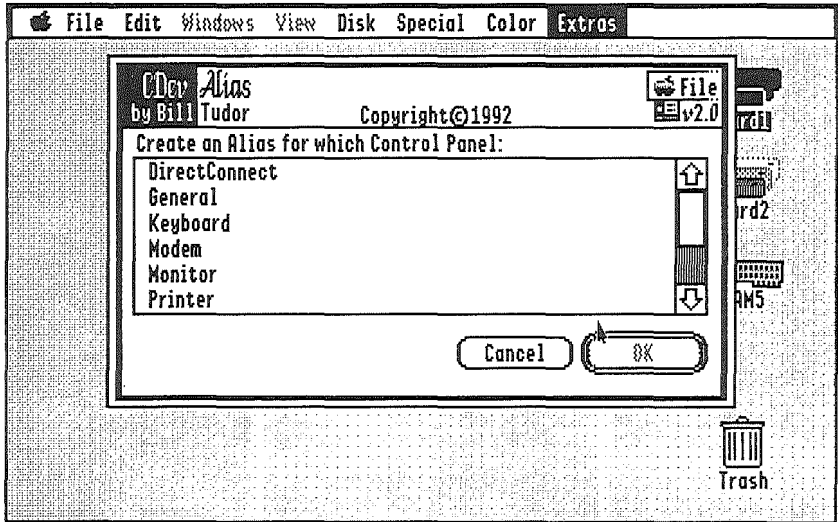 File Edit Windows View Disk Special Color Extras
CDev Alias
by Bill Tudor
Copyright©1992
File
v2.0
Create an Alias for which Control Panel:
DirectConnect
General
Keyboard
Modem
Monitor
Printer
Cancel
OK
Trash